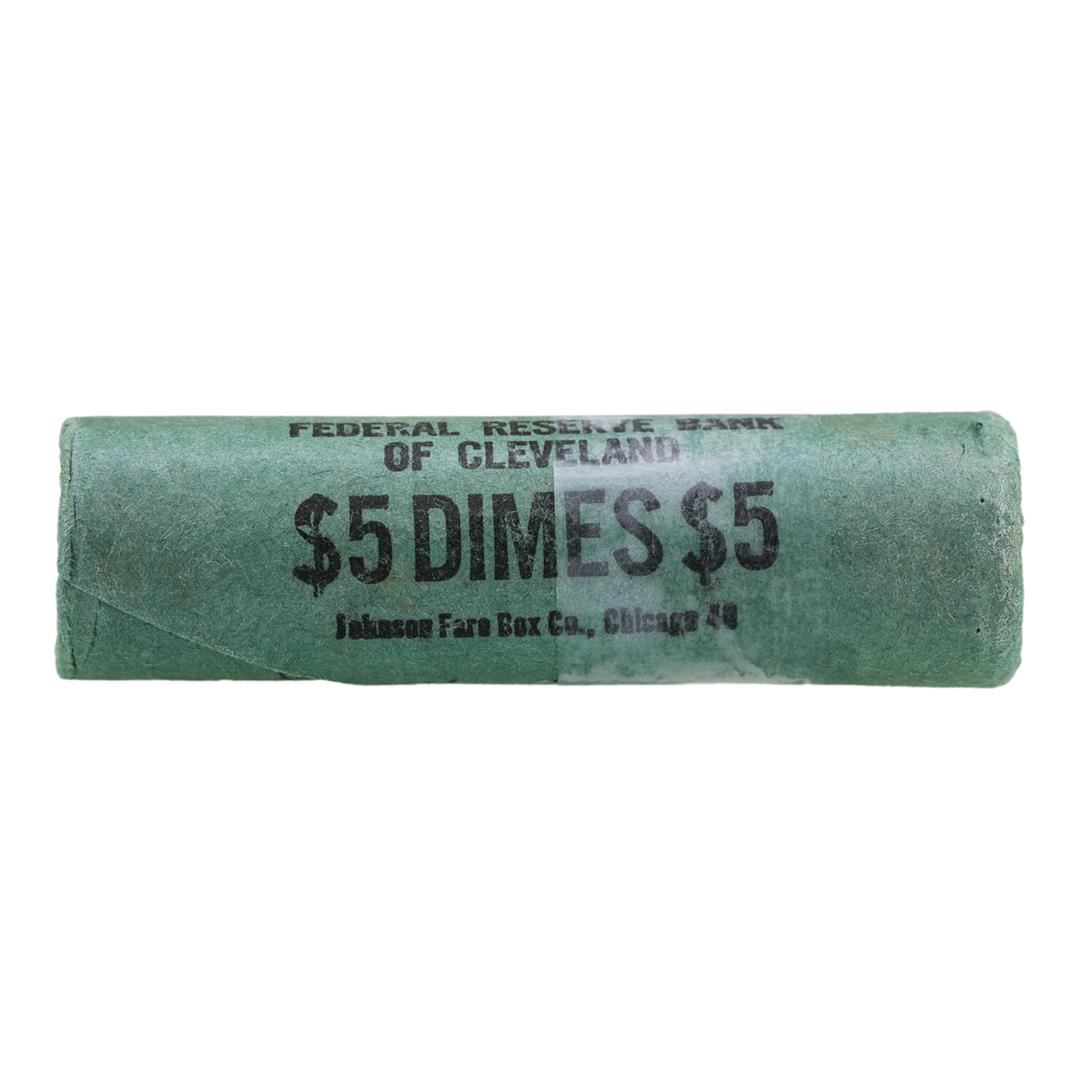 FEDERAL RESERVE BANK
OF CLEVELAND
$5 DIMES $5
Johnson Fare Box Co., Chicago 40